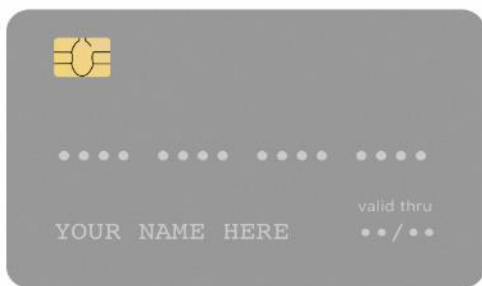 •••• •••• •••• ••••
valid thru
YOUR NAME HERE ••/••